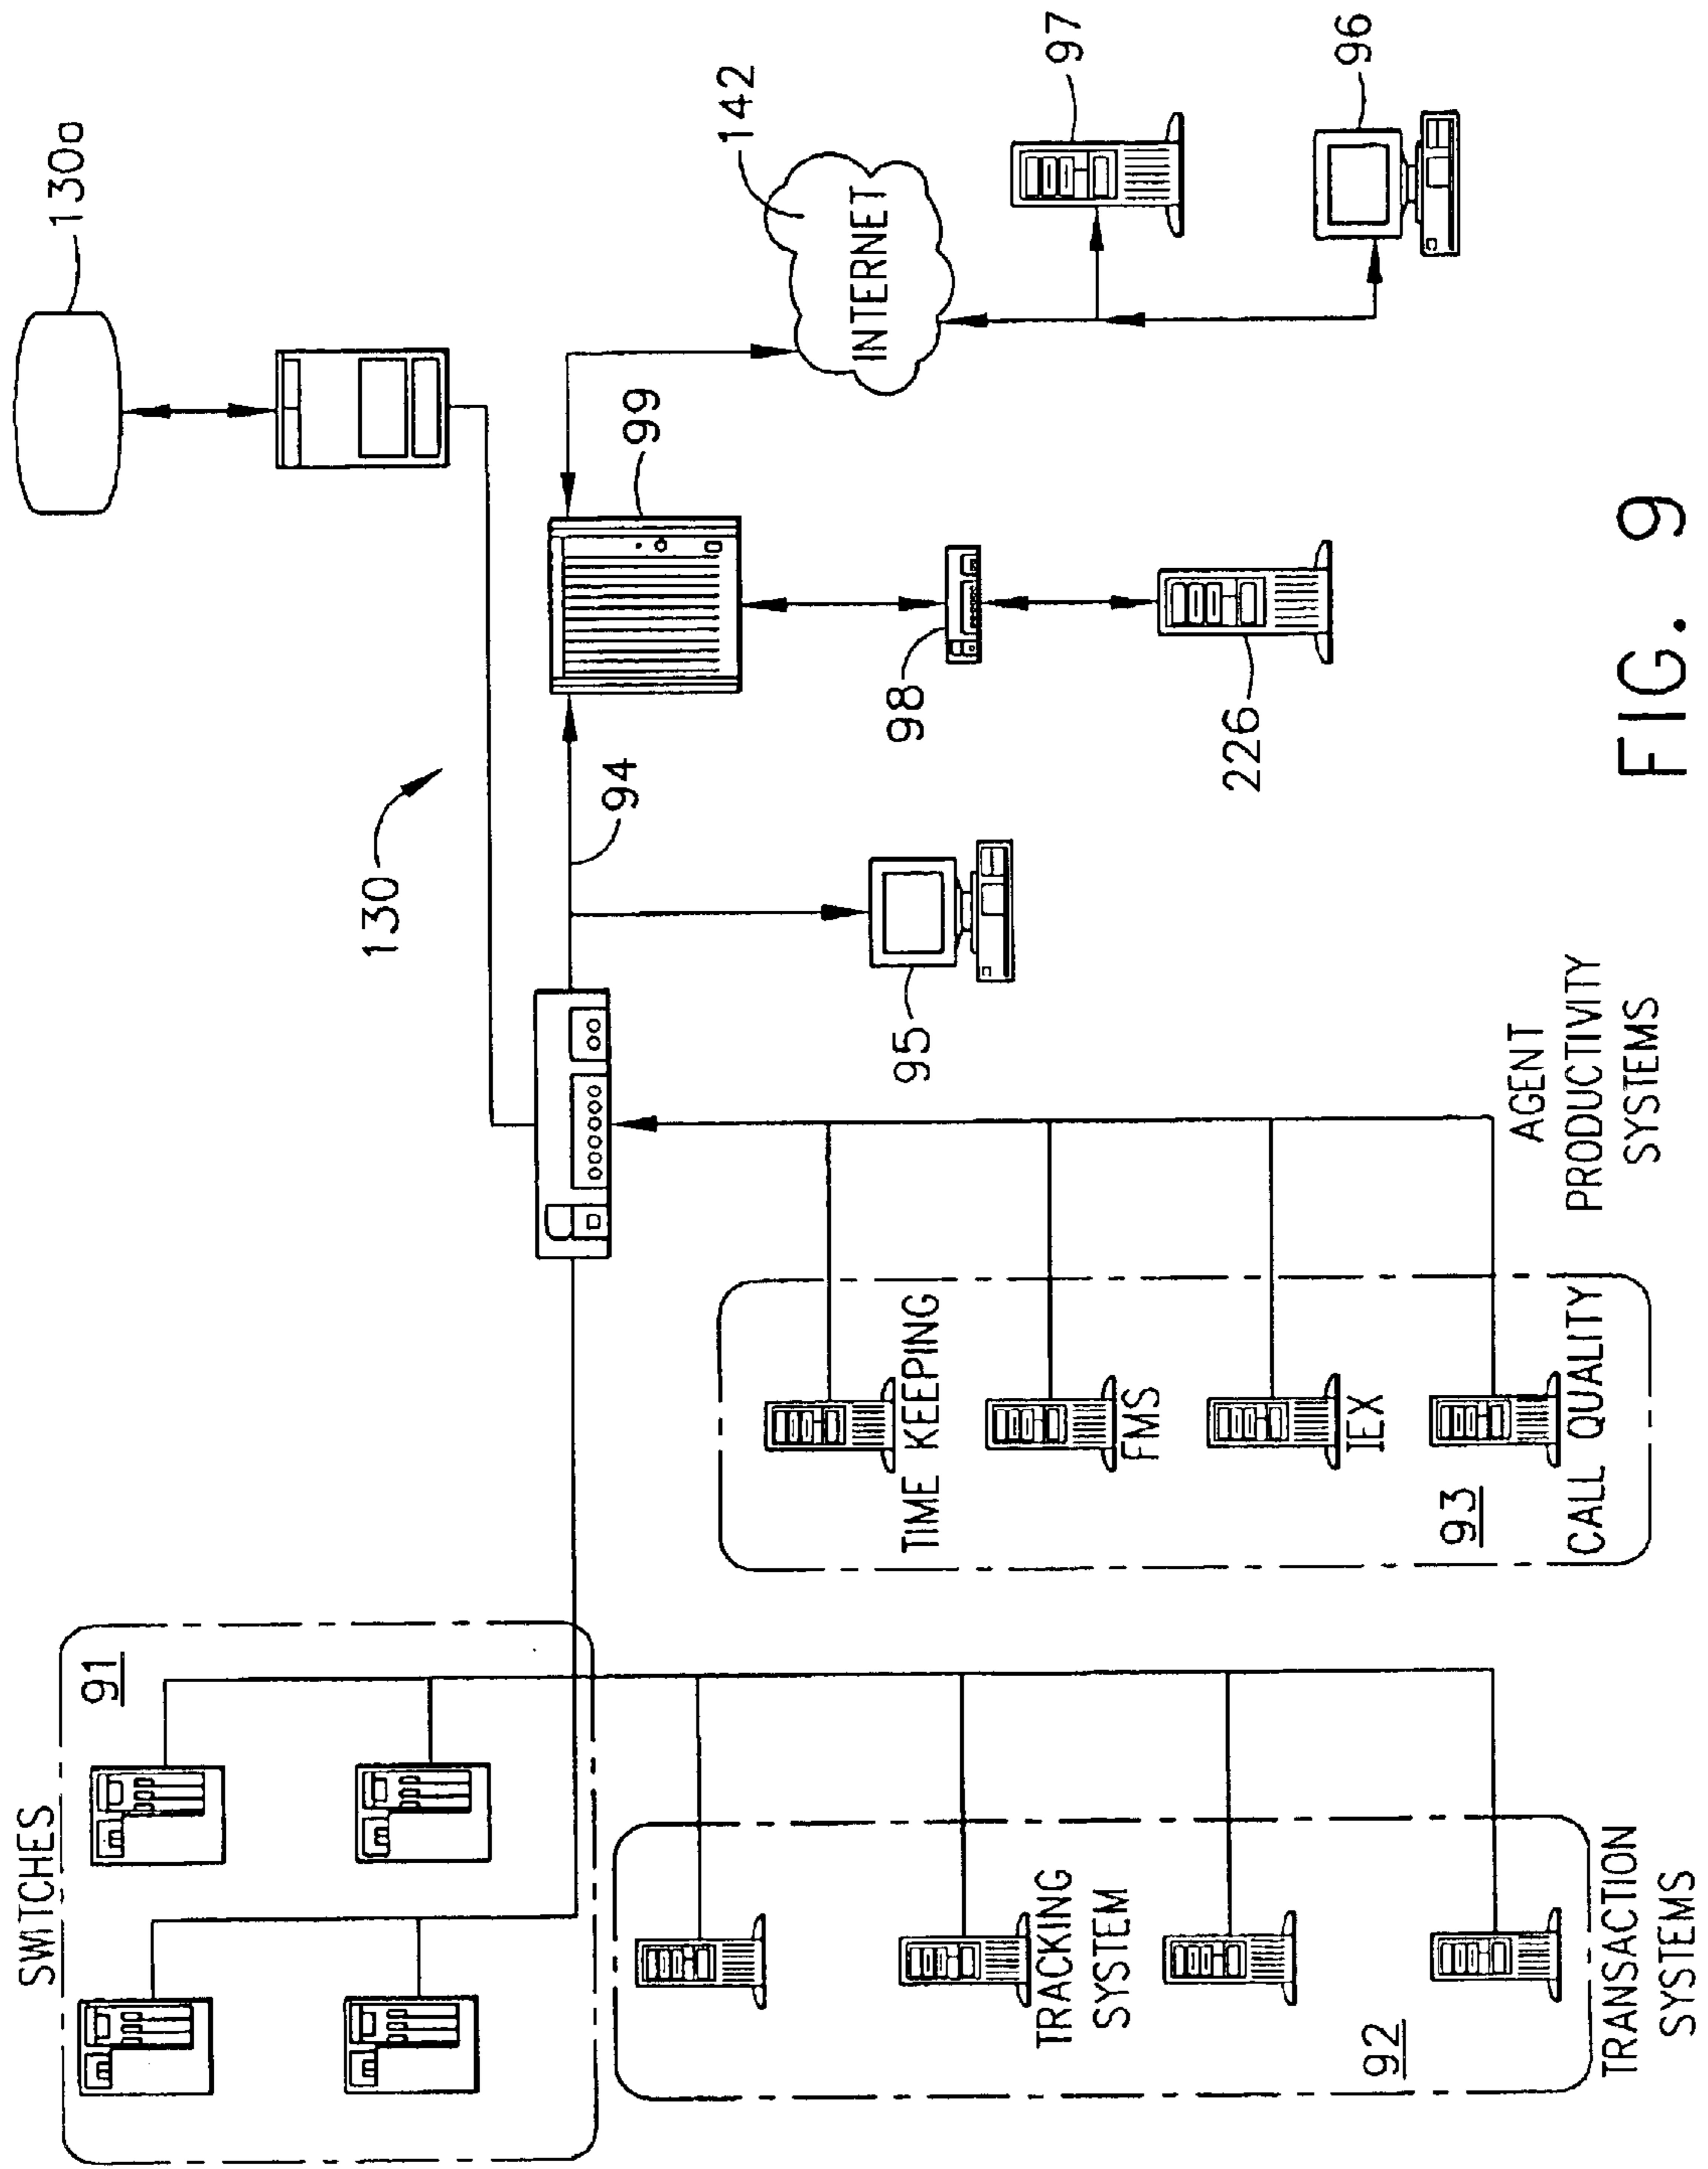 SWITCHES
91
TRACKING
SYSTEM
92
TRANSACTION
SYSTEMS
TIME KEEPING
FMS
IEX
93
CALL QUALITY
AGENT
PRODUCTIVITY
SYSTEMS
130
94
95
99
98
226
130a
142
INTERNET
97
96
FIG. 9